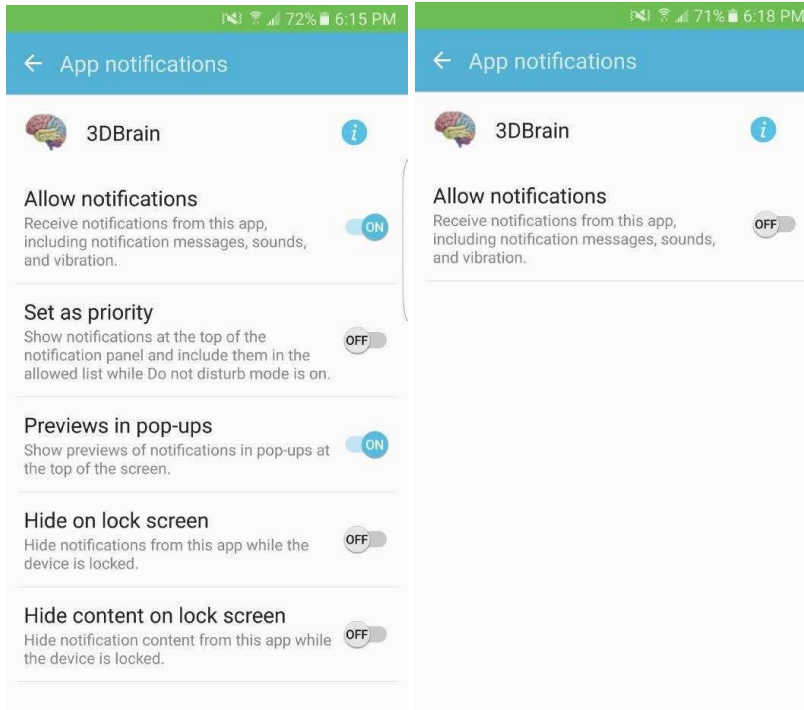 72% 6:15 PM
App notifications
3DBrain
i
Allow notifications
Receive notifications from this app,
including notification messages, sounds,
and vibration.
ON
Set as priority
Show notifications at the top of the
notification panel and include them in the
allowed list while Do not disturb mode is on.
OFF
Previews in pop-ups
Show previews of notifications in pop-ups at
the top of the screen.
ON
Hide on lock screen
Hide notifications from this app while the
device is locked.
OFF
Hide content on lock screen
Hide notification content from this app while
the device is locked.
OFF
71% 6:18 PM
App notifications
3DBrain
i
Allow notifications
Receive notifications from this app,
including notification messages, sounds,
and vibration.
OFF